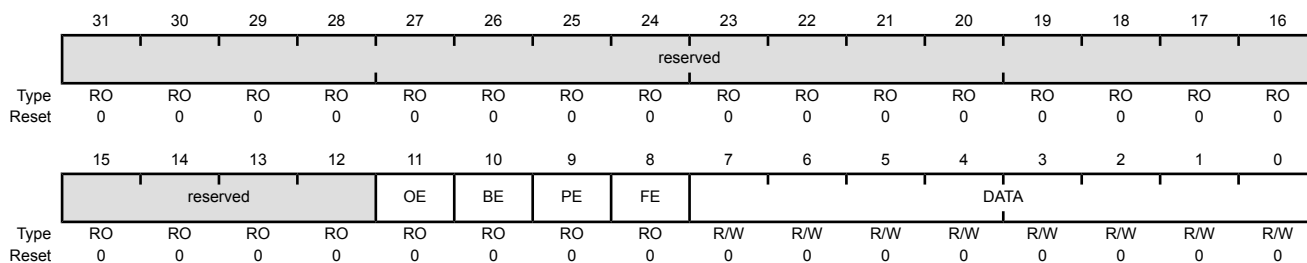 31 30 29 28 27 26 25 24 23 22 21 20 19 18 17 16
reserved
Type RO RO RO RO RO RO RO RO RO RO RO RO RO RO RO RO
Reset 0 0 0 0 0 0 0 0 0 0 0 0 0 0 0 0
15 14 13 12 11 10 9 8 7 6 5 4 3 2 1 0
reserved OE BE PE FE DATA
Type RO RO RO RO RO RO RO RO R/W R/W R/W R/W R/W R/W R/W R/W
Reset 0 0 0 0 0 0 0 0 0 0 0 0 0 0 0 0